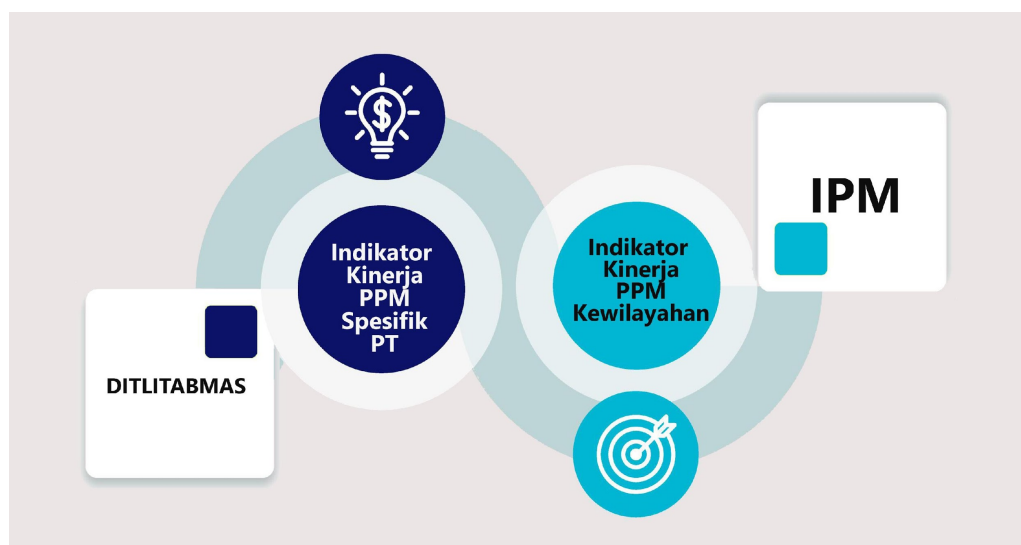 DITLITABMAS
Indikator
Kinerja
PPM
Spesifik
PT
Indikator
Kinerja
PPM
Kewilayahan
IPM